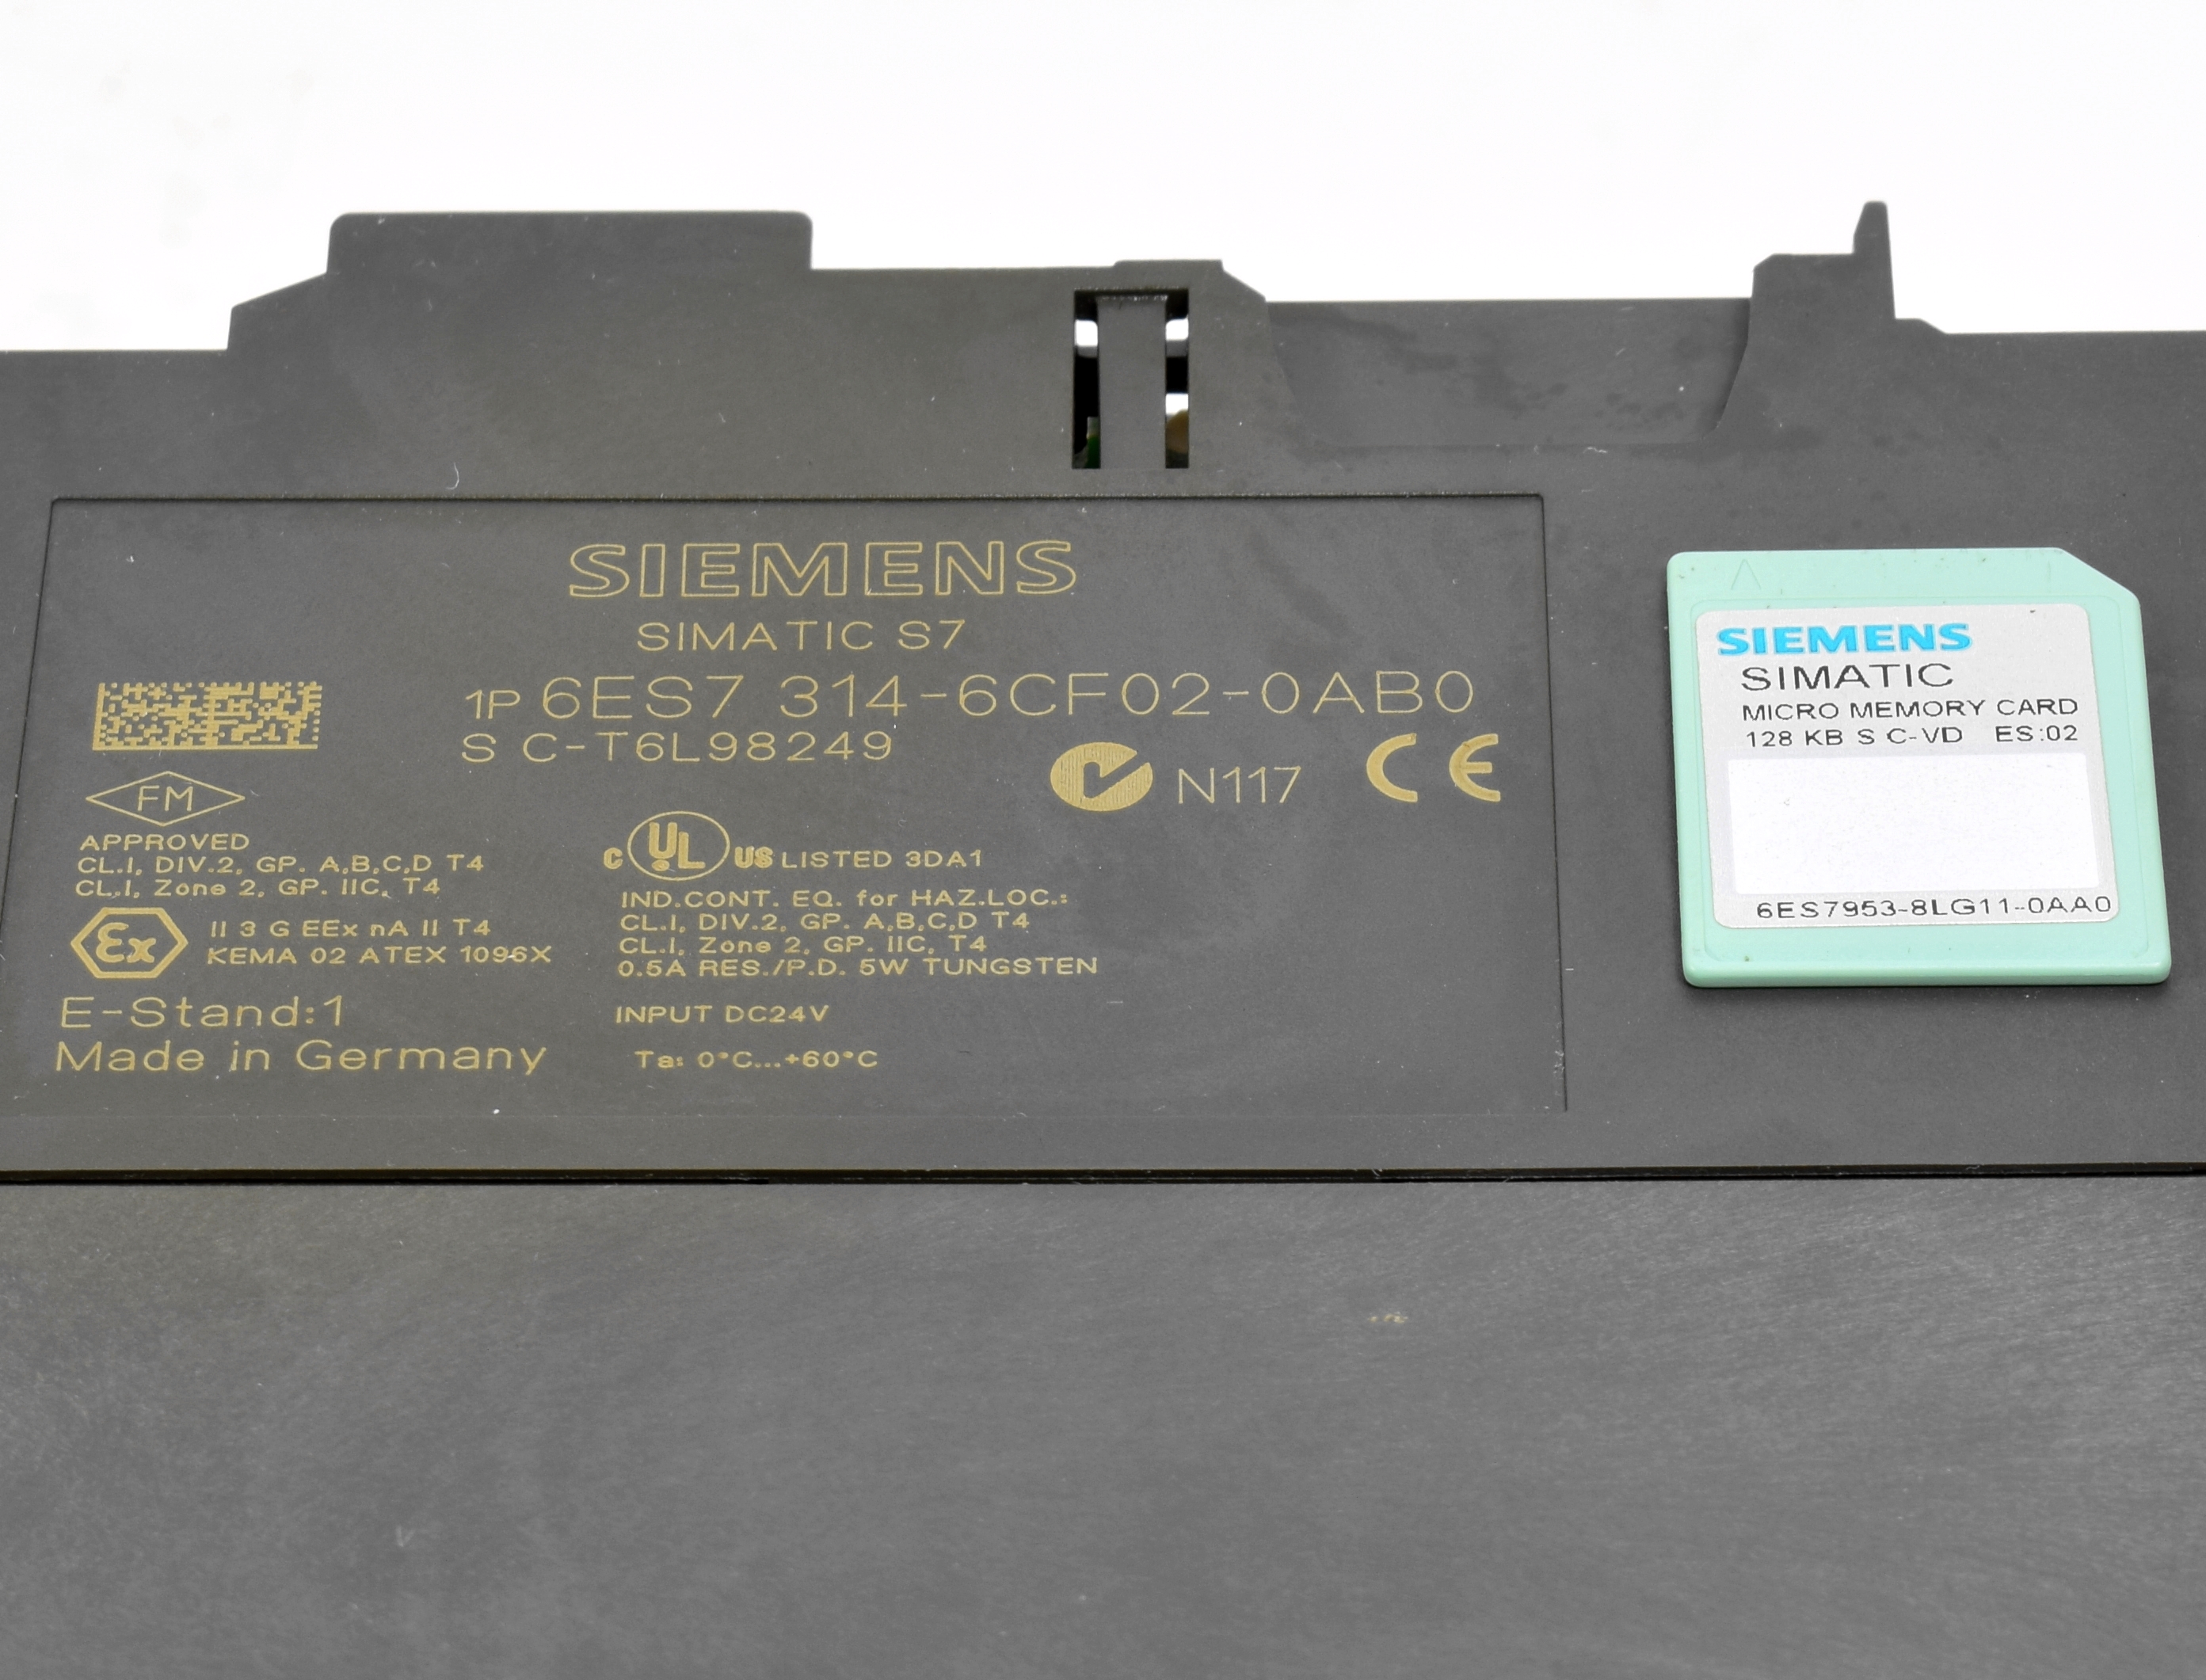 SIEMENS
SIMATIC S7
1P 6ES7 314-6CF02-0AB0
S C-T6L98249
N117 CE
FM
APPROVED
CL.I, DIV.2, GP. A,B,C,D T4
CL.I, Zone 2, GP. IIC, T4
Ex
II 3 G EEx nA II T4
KEMA 02 ATEX 1096X
E-Stand:1
Made in Germany
C UL US LISTED 3DA1
IND.CONT. EQ. for HAZ.LOC.:
CL.I, DIV.2, GP. A,B,C,D T4
CL.I, Zone 2, GP. IIC, T4
0.5A RES./P.D. 5W TUNGSTEN
INPUT DC24V
Ta: 0°C...+60°C
SIEMENS
SIMATIC
MICRO MEMORY CARD
128 KB S C-VD ES:02
6ES7953-8LG11-0AA0